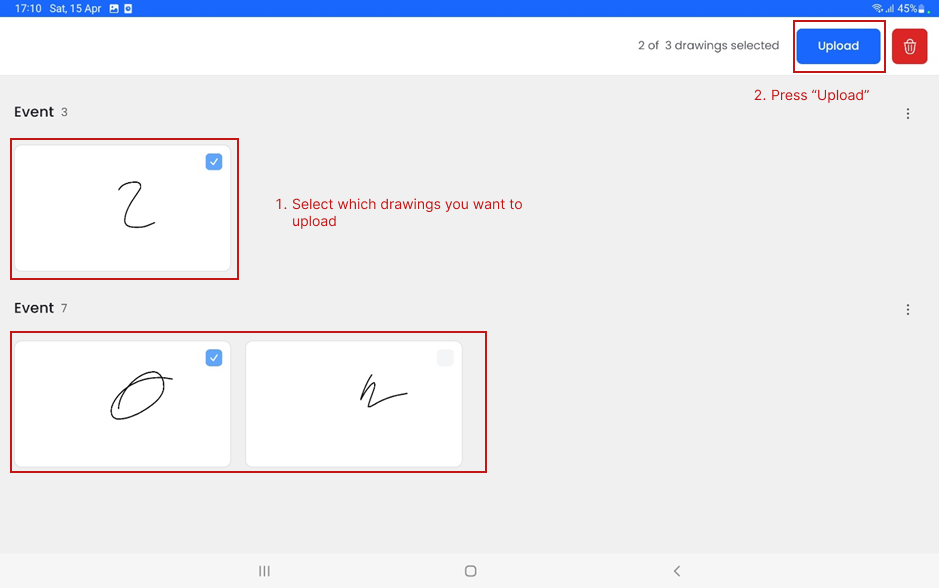 17:10 Sat, 15 Apr 45%
2 of 3 drawings selected Upload
2. Press “Upload”
Event 3
2
1. Select which drawings you want to
upload
Event 7